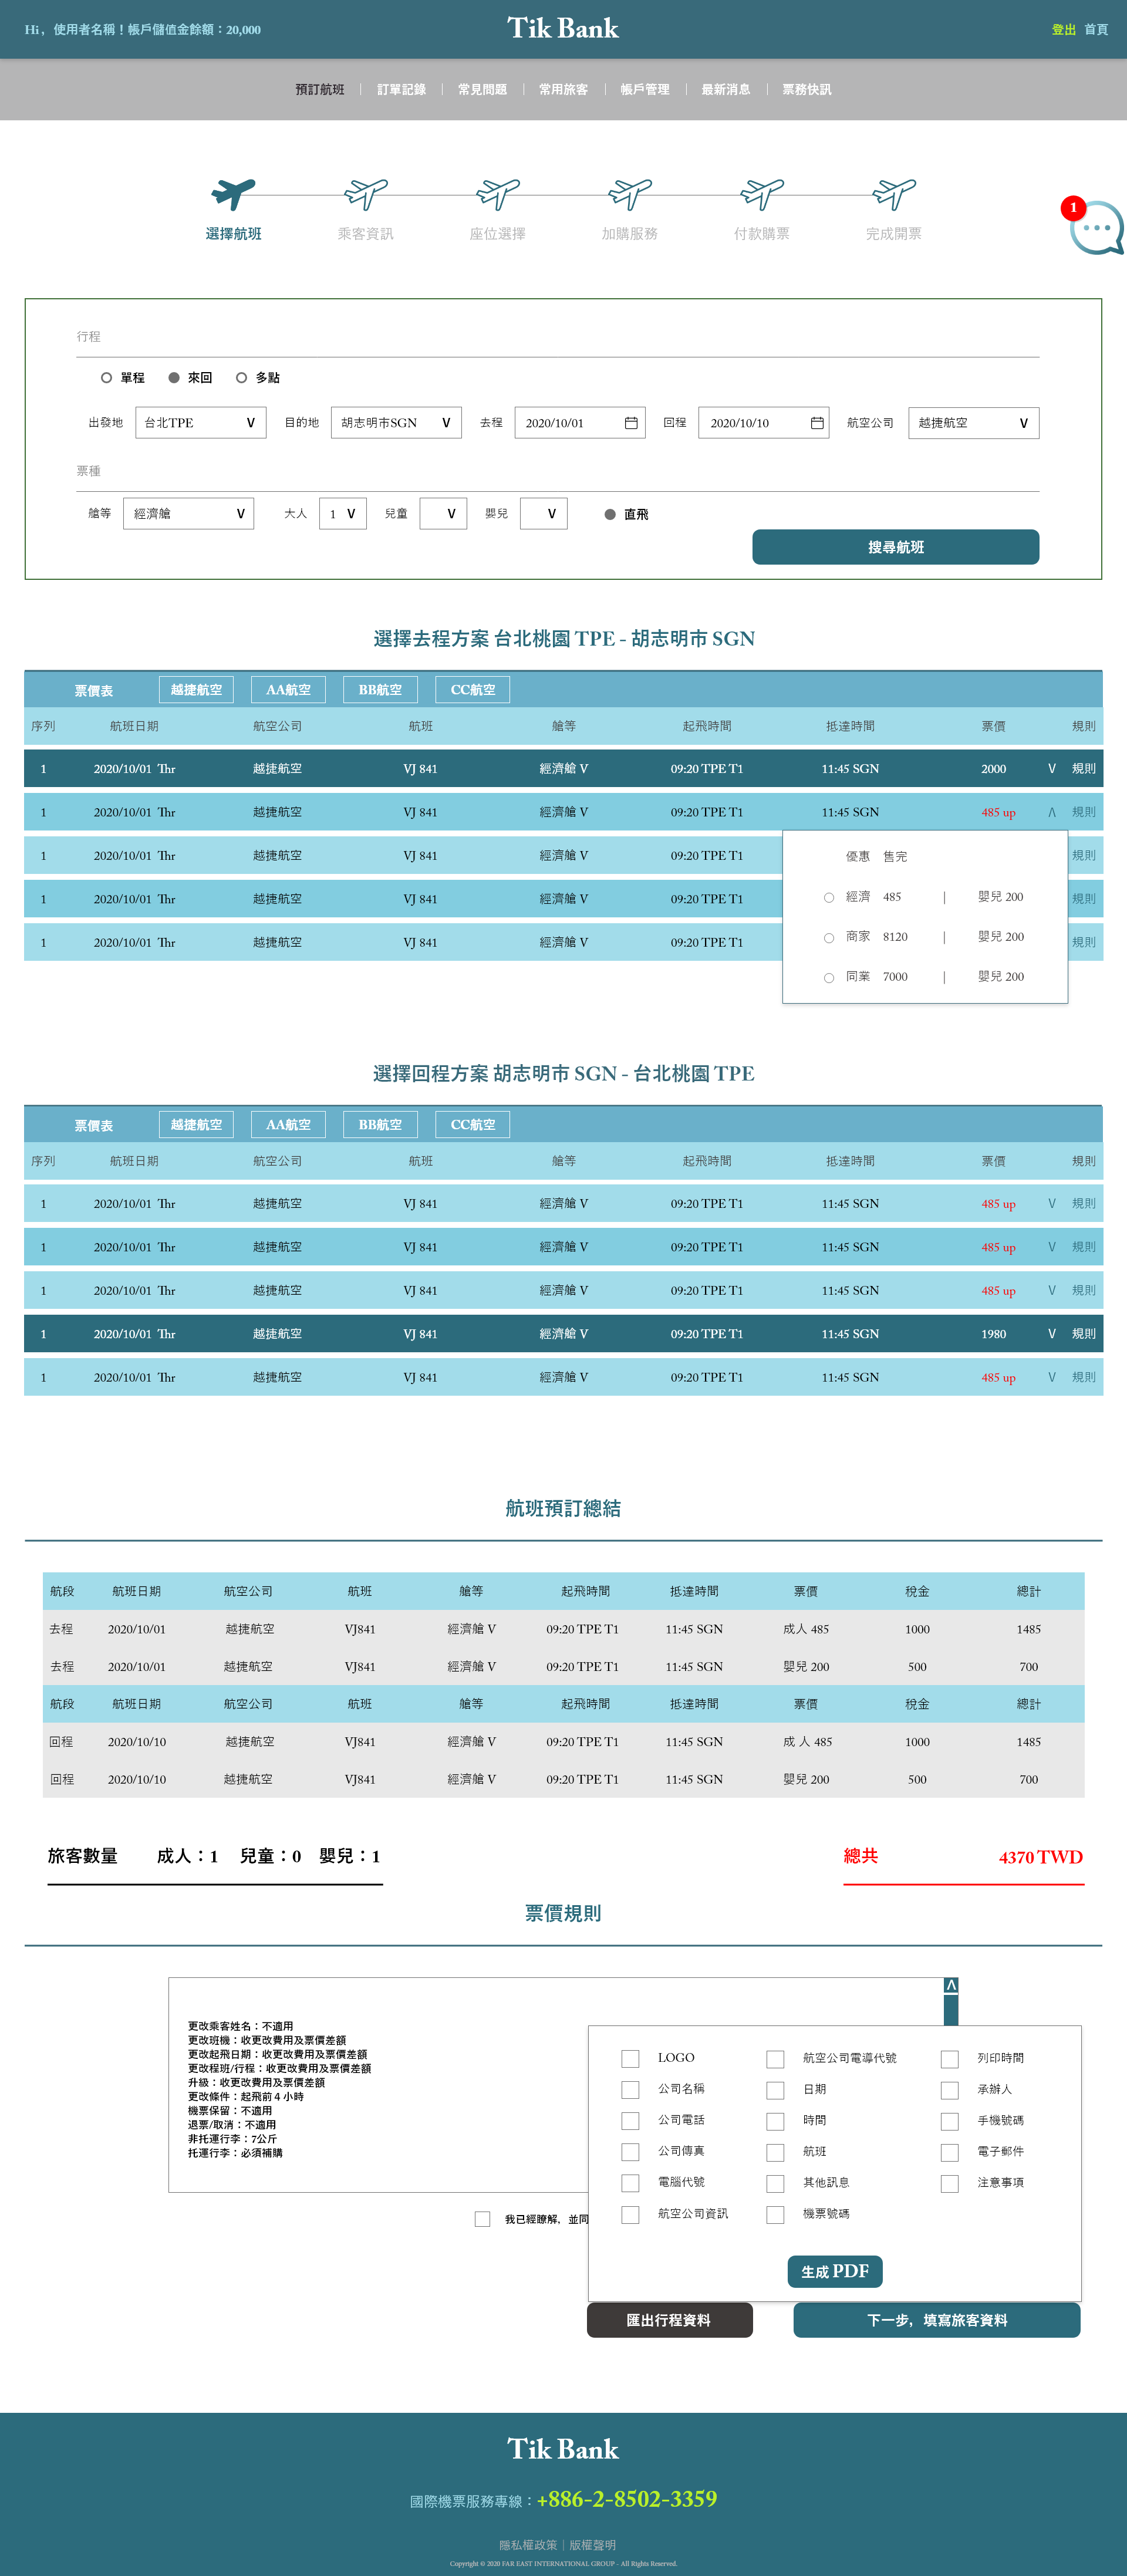 Hi，使用者名稱！帳戶儲值金餘額：20,000
Tik Bank
登出 首頁
預訂航班 | 訂單記錄 | 常見問題 | 常用旅客 | 帳戶管理 | 最新消息 | 票務快訊
1
選擇航班 乘客資訊 座位選擇 加購服務 付款購票 完成開票
行程
單程 來回 多點
出發地 台北TPE V 目的地 胡志明市SGN V 去程 2020/10/01 回程 2020/10/10 航空公司 越捷航空 V
票種
艙等 經濟艙 V 大人 1 V 兒童 V 嬰兒 V 直飛
搜尋航班
選擇去程方案 台北桃園 TPE - 胡志明市 SGN
票價表 越捷航空 AA航空 BB航空 CC航空
序列 航班日期 航空公司 航班 艙等 起飛時間 抵達時間 票價 規則
1 2020/10/01 Thr 越捷航空 VJ 841 經濟艙 V 09:20 TPE T1 11:45 SGN 2000 V 規則
1 2020/10/01 Thr 越捷航空 VJ 841 經濟艙 V 09:20 TPE T1 11:45 SGN 485 up V 規則
1 2020/10/01 Thr 越捷航空 VJ 841 經濟艙 V 09:20 TPE T1 規則
1 2020/10/01 Thr 越捷航空 VJ 841 經濟艙 V 09:20 TPE T1 規則
1 2020/10/01 Thr 越捷航空 VJ 841 經濟艙 V 09:20 TPE T1 規則
優惠 售完
經濟 485 | 嬰兒 200
商家 8120 | 嬰兒 200
同業 7000 | 嬰兒 200
選擇回程方案 胡志明市 SGN - 台北桃園 TPE
票價表 越捷航空 AA航空 BB航空 CC航空
序列 航班日期 航空公司 航班 艙等 起飛時間 抵達時間 票價 規則
1 2020/10/01 Thr 越捷航空 VJ 841 經濟艙 V 09:20 TPE T1 11:45 SGN 485 up V 規則
1 2020/10/01 Thr 越捷航空 VJ 841 經濟艙 V 09:20 TPE T1 11:45 SGN 485 up V 規則
1 2020/10/01 Thr 越捷航空 VJ 841 經濟艙 V 09:20 TPE T1 11:45 SGN 485 up V 規則
1 2020/10/01 Thr 越捷航空 VJ 841 經濟艙 V 09:20 TPE T1 11:45 SGN 1980 V 規則
1 2020/10/01 Thr 越捷航空 VJ 841 經濟艙 V 09:20 TPE T1 11:45 SGN 485 up V 規則
航班預訂總結
航段 航班日期 航空公司 航班 艙等 起飛時間 抵達時間 票價 稅金 總計
去程 2020/10/01 越捷航空 VJ841 經濟艙 V 09:20 TPE T1 11:45 SGN 成人 485 1000 1485
去程 2020/10/01 越捷航空 VJ841 經濟艙 V 09:20 TPE T1 11:45 SGN 嬰兒 200 500 700
航段 航班日期 航空公司 航班 艙等 起飛時間 抵達時間 票價 稅金 總計
回程 2020/10/10 越捷航空 VJ841 經濟艙 V 09:20 TPE T1 11:45 SGN 成 人 485 1000 1485
回程 2020/10/10 越捷航空 VJ841 經濟艙 V 09:20 TPE T1 11:45 SGN 嬰兒 200 500 700
旅客數量 成人：1 兒童：0 嬰兒：1
總共 4370 TWD
票價規則
更改乘客姓名：不適用
更改班機：收更改費用及票價差額
更改起飛日期：收更改費用及票價差額
更改程班/行程：收更改費用及票價差額
升級：收更改費用及票價差額
更改條件：起飛前 4 小時
機票保留：不適用
退票/取消：不適用
非托運行李：7公斤
托運行李：必須補購
我已經瞭解，並同
LOGO 航空公司電導代號 列印時間
公司名稱 日期 承辦人
公司電話 時間 手機號碼
公司傳真 航班 電子郵件
電腦代號 其他訊息 注意事項
航空公司資訊 機票號碼
生成 PDF
匯出行程資料
下一步，填寫旅客資料
Tik Bank
國際機票服務專線：+886-2-8502-3359
隱私權政策｜版權聲明
Copyright © 2020 FAR EAST INTERNATIONAL GROUP - All Rights Reserved.